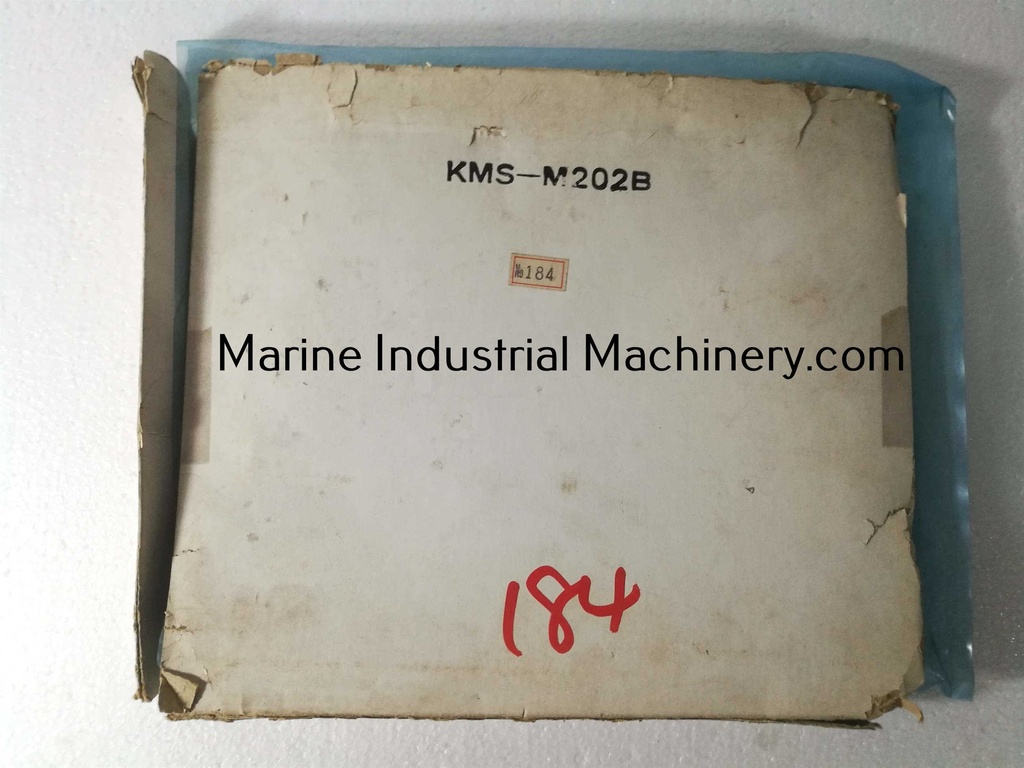 KMS-M202B
№184
Marine Industrial Machinery.com
184